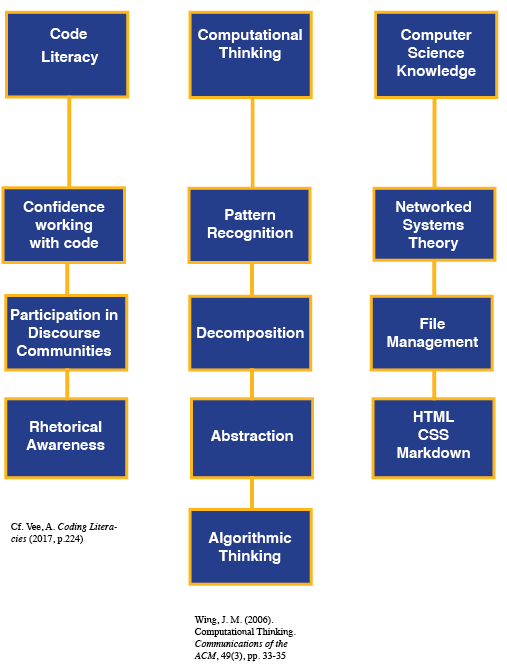 Code
Literacy
Confidence
working
with code
Participation in
Discourse
Communities
Rhetorical
Awareness
Cf. Vee, A. Coding Litera-
cies (2017, p.224)
Computational
Thinking
Pattern
Recognition
Decomposition
Abstraction
Algorithmic
Thinking
Wing, J. M. (2006).
Computational Thinking.
Communications of the
ACM, 49(3), pp. 33-35
Computer
Science
Knowledge
Networked
Systems
Theory
File
Management
HTML
CSS
Markdown